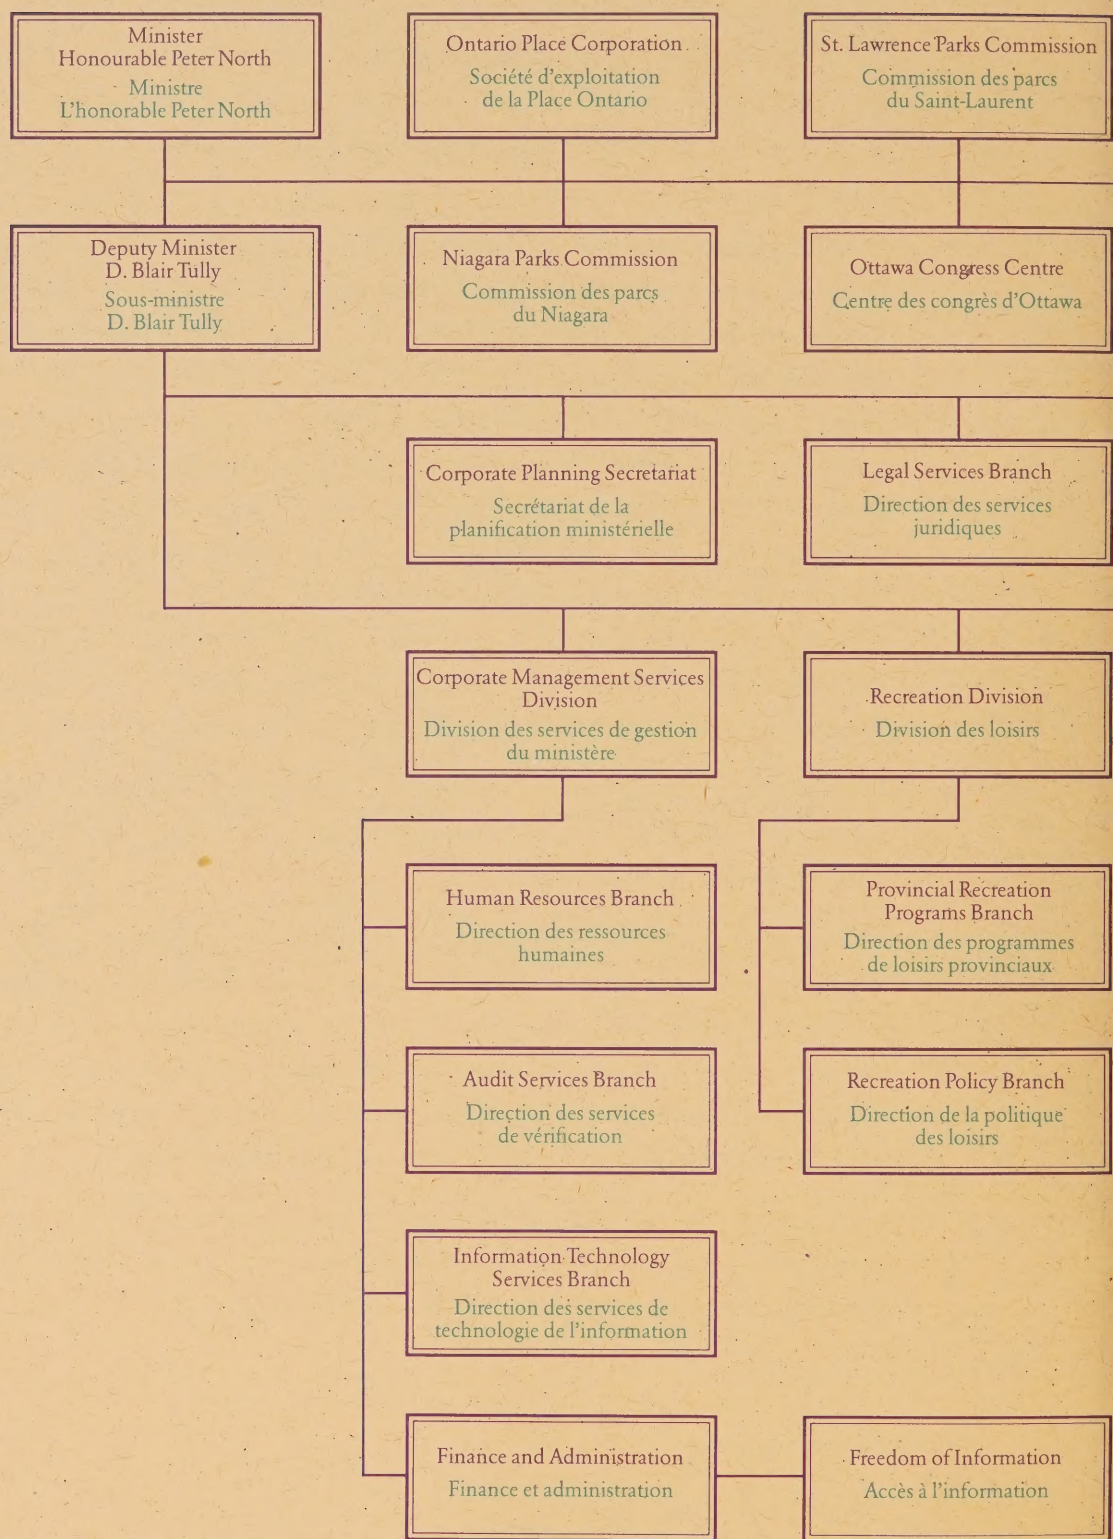 Minister
Honourable Peter North
Ministre
L'honorable Peter North
Ontario Place Corporation
Société d'exploitation
de la Place Ontario
St. Lawrence Parks Commission
Commission des parcs
du Saint-Laurent
Deputy Minister
D. Blair Tully
Sous-ministre
D. Blair Tully
Niagara Parks Commission
Commission des parcs
du Niagara
Ottawa Congress Centre
Centre des congrès d'Ottawa
Corporate Planning Secretariat
Secrétariat de la
planification ministérielle
Legal Services Branch
Direction des services
juridiques
Corporate Management Services
Division
Division des services de gestion
du ministère
Recreation Division
Division des loisirs
Human Resources Branch
Direction des ressources
humaines
Provincial Recreation
Programs Branch
Direction des programmes
de loisirs provinciaux
Audit Services Branch
Direction des services
de vérification
Recreation Policy Branch
Direction de la politique
des loisirs
Information Technology
Services Branch
Direction des services de
technologie de l'information
Finance and Administration
Finance et administration
Freedom of Information
Accès à l'information